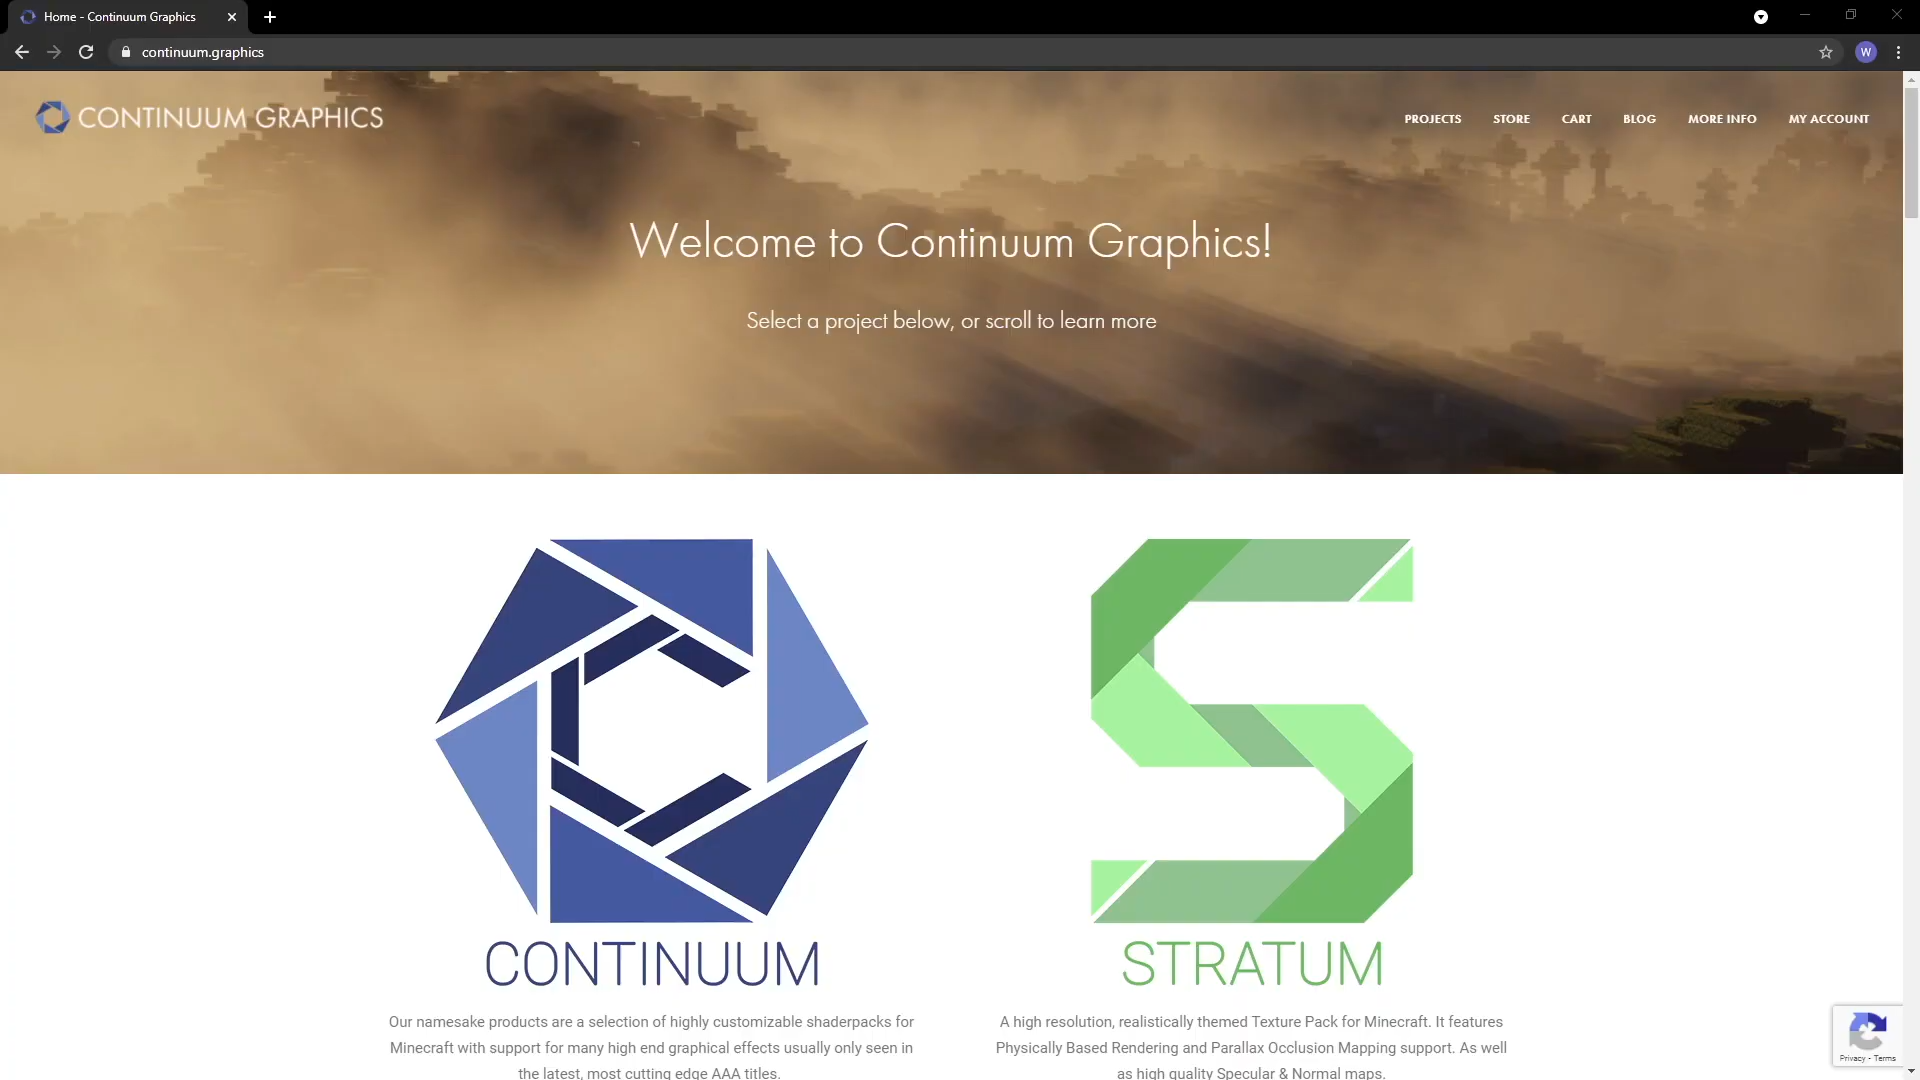 Home - Continuum Graphics
continuum.graphics
W
CONTINUUM GRAPHICS
PROJECTS STORE CART BLOG MORE INFO MY ACCOUNT
Welcome to Continuum Graphics!
Select a project below, or scroll to learn more
CONTINUUM
Our namesake products are a selection of highly customizable shaderpacks for
Minecraft with support for many high end graphical effects usually only seen in
the latest, most cutting edge AAA titles.
STRATUM
A high resolution, realistically themed Texture Pack for Minecraft. It features
Physically Based Rendering and Parallax Occlusion Mapping support. As well
as high quality Specular & Normal maps.
Privacy - Terms